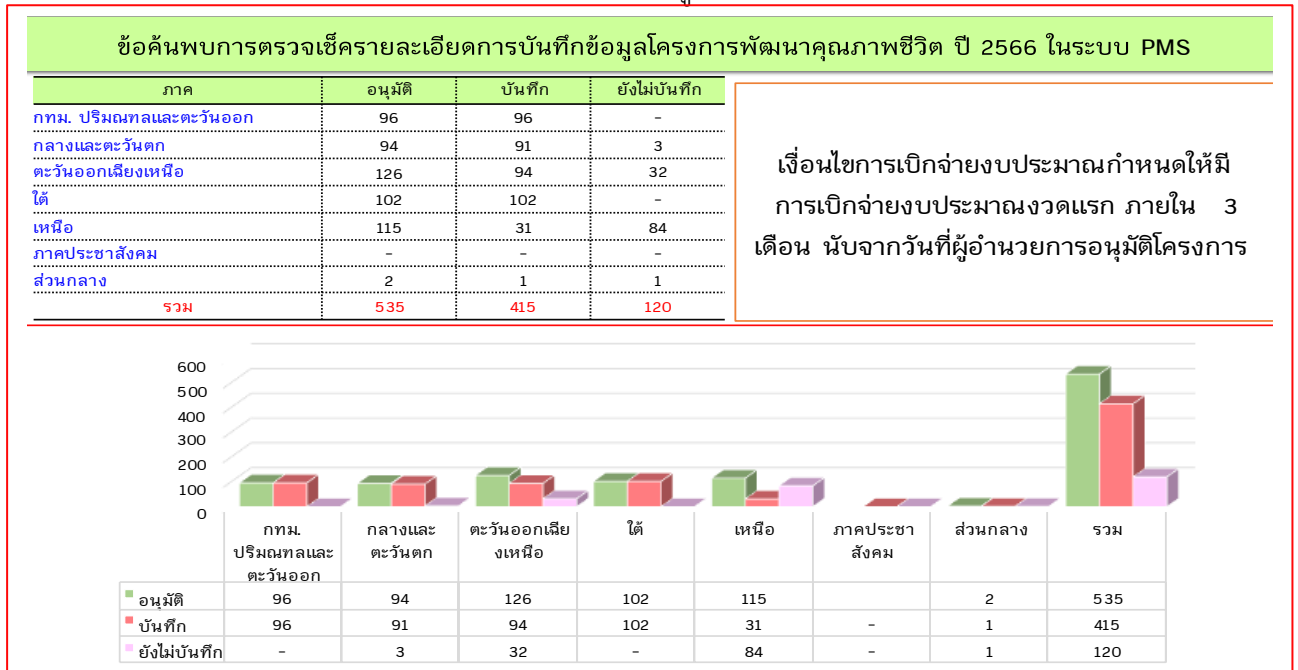 ข้อค้นพบการตรวจเช็ครายละเอียดการบันทึกข้อมูลโครงการพัฒนาคุณภาพชีวิต ปี 2566 ในระบบ PMS
ภาค อนุมัติ บันทึก ยังไม่บันทึก
กทม. ปริมณฑลและตะวันออก 96 96 -
กลางและตะวันตก 94 91 3
ตะวันออกเฉียงเหนือ 126 94 32
ใต้ 102 102 -
เหนือ 115 31 84
ภาคประชาสังคม - - -
ส่วนกลาง 2 1 1
รวม 535 415 120
เงื่อนไขการเบิกจ่ายงบประมาณกำหนดให้มี
การเบิกจ่ายงบประมาณงวดแรก ภายใน 3
เดือน นับจากวันที่ผู้อำนวยการอนุมัติโครงการ
600
500
400
300
200
100
0
กทม. กลางและ ตะวันออกเฉีย ใต้ เหนือ ภาคประชา ส่วนกลาง รวม
ปริมณฑลและ ตะวันตก งเหนือ สังคม
ตะวันออก
อนุมัติ 96 94 126 102 115 2 535
บันทึก 96 91 94 102 31 - 1 415
ยังไม่บันทึก - 3 32 - 84 - 1 120